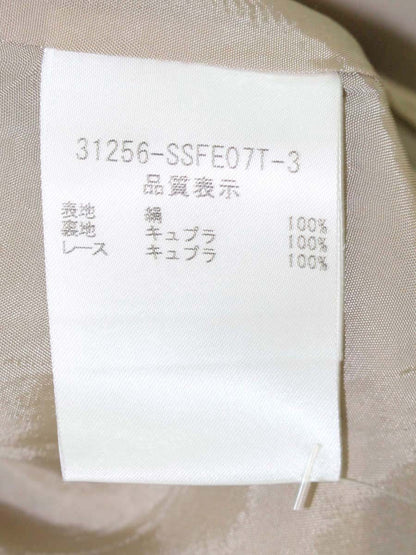 31256-SSFE07T-3
品質表示
表地 絹 100%
裏地 キュプラ 100%
レース キュプラ 100%